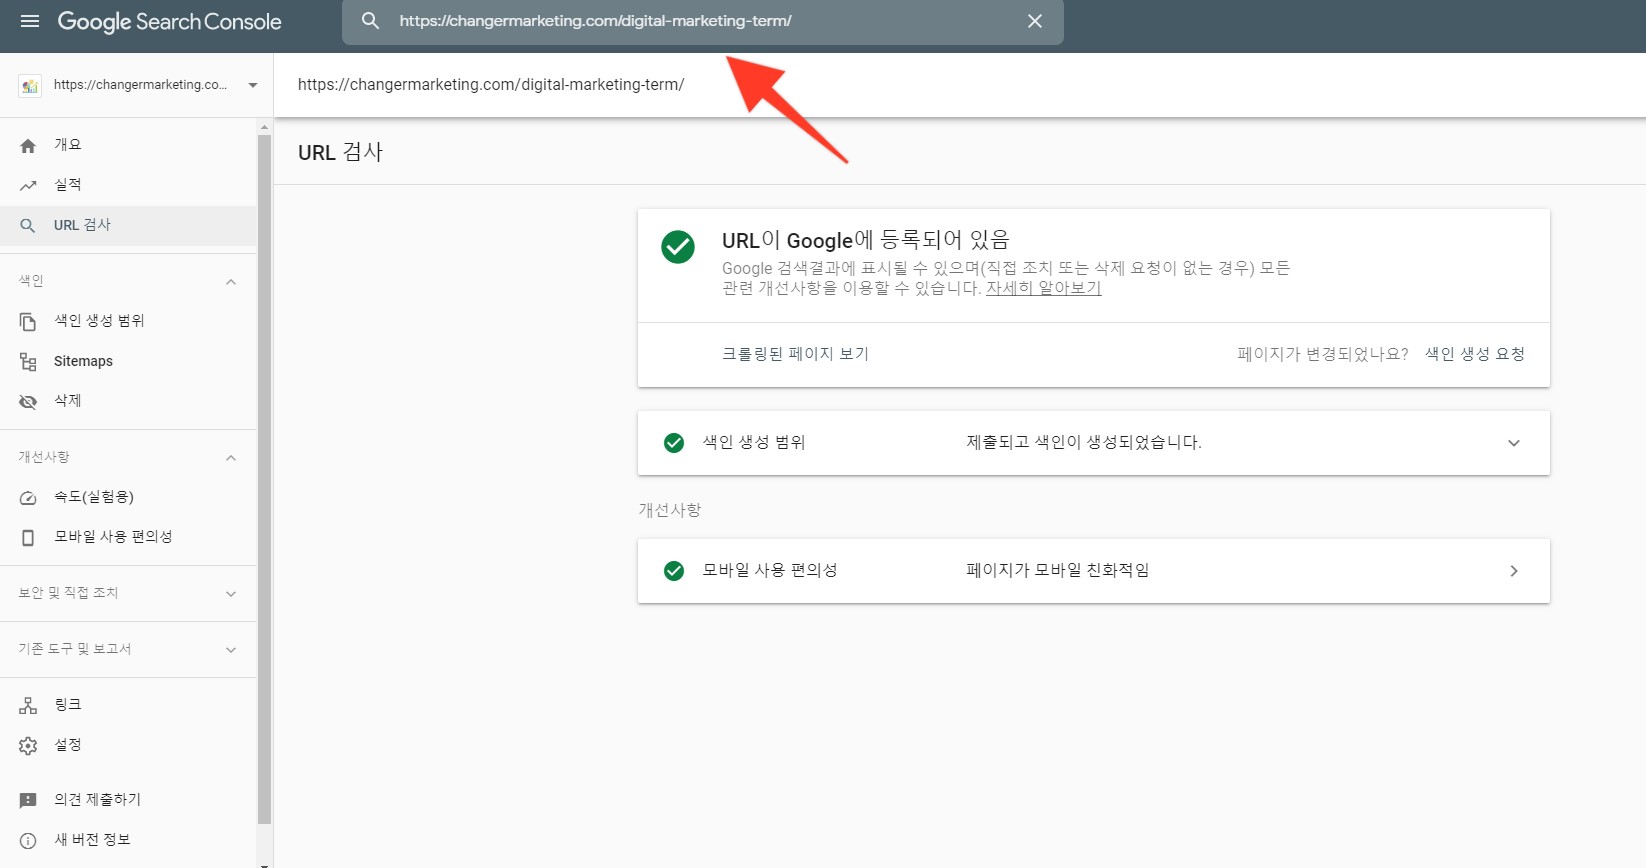 Google Search Console
https://changermarketing.com/digital-marketing-term/
https://changermarketing.co...
https://changermarketing.com/digital-marketing-term/
개요
실적
URL 검사
색인
색인 생성 범위
Sitemaps
삭제
개선사항
속도(실험용)
모바일 사용 편의성
보안 및 직접 조치
기존 도구 및 보고서
링크
설정
의견 제출하기
새 버전 정보
URL 검사
URL이 Google에 등록되어 있음
Google 검색결과에 표시될 수 있으며(직접 조치 또는 삭제 요청이 없는 경우) 모든
관련 개선사항을 이용할 수 있습니다. 자세히 알아보기
크롤링된 페이지 보기
페이지가 변경되었나요? 색인 생성 요청
색인 생성 범위 제출되고 색인이 생성되었습니다.
개선사항
모바일 사용 편의성 페이지가 모바일 친화적임